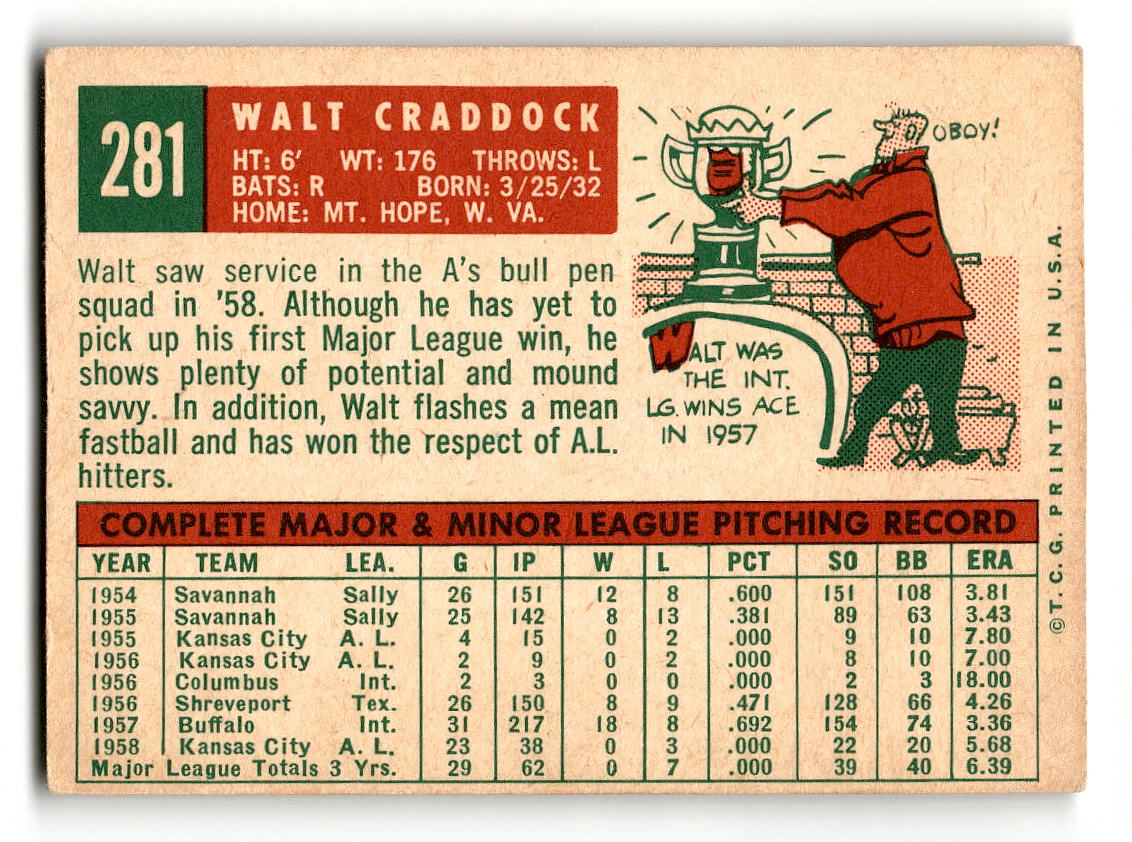 281
WALT CRADDOCK
HT: 6' WT: 176 THROWS: L
BATS: R BORN: 3/25/32
HOME: MT. HOPE, W. VA.
O BOY!
Walt saw service in the A's bull pen
squad in '58. Although he has yet to
pick up his first Major League win, he
shows plenty of potential and mound
savvy. In addition, Walt flashes a mean
fastball and has won the respect of A.L.
hitters.
WALT WAS
THE INT.
LG. WINS ACE
IN 1957
COMPLETE MAJOR & MINOR LEAGUE PITCHING RECORD
YEAR TEAM LEA. G IP W L PCT SO BB ERA
1954 Savannah Sally 26 151 12 8 .600 151 108 3.81
1955 Savannah Sally 25 142 8 13 .381 89 63 3.43
1955 Kansas City A. L. 4 15 0 2 .000 9 10 7.80
1956 Kansas City A. L. 2 9 0 2 .000 8 10 7.00
1956 Columbus Int. 2 3 0 0 .000 2 3 18.00
1956 Shreveport Tex. 26 150 8 9 .471 128 66 4.26
1957 Buffalo Int. 31 217 18 8 .692 154 74 3.36
1958 Kansas City A. L. 23 38 0 3 .000 22 20 5.68
Major League Totals 3 Yrs. 29 62 0 7 .000 39 40 6.39
©T. C. G. PRINTED IN U.S.A.